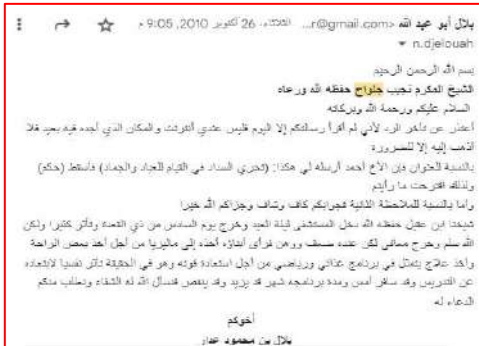 بلال أبو عبد الله <...r@gmail.com> الثلاثاء، 26 أكتوبر 2010، 9:05 م
n.djelouah
بسم الله الرحمن الرحيم
الشيخ المكرم نجيب جلواح حفظه الله ورعاه
السلام عليكم ورحمة الله وبركاته
أعتذر عن تأخر الرد لأني لم أقرأ رسالتكم إلا اليوم فليس عندي أنترنت والمكان الذي أجده فيه بعيد فلا
أذهب إليه إلا للضرورة
بالنسبة للعنوان فإن الأخ أحمد أرسله لي هكذا: (تحري السداد في القيام للعباد والجماد) فأسقط (حكم)
ولذلك اقترحت ما رأيتم
وأما بالنسبة للملاحظة الثانية فجوابكم كاف وشاف وجزاكم الله خيرا
شيخنا ابن عقيل حفظه الله دخل المستشفى ليلة العيد وخرج يوم السادس من ذي القعدة وتأثر كثيرا ولكن
الله سلم وخرج معافى لكن عنده ضعف ووهن فرأى أبناؤه أخذه إلى ماليزيا من أجل أخذ بعض الراحة
وأخذ علاج يتمثل في برنامج غذائي ورياضي من أجل استعادة قوته وهو في الحقيقة تأثر نفسيا لابتعاده
عن التدريس وقد سافر أمس ومدة برنامجه شهر قد يزيد وقد ينقص فنسأل الله له الشفاء ونطلب منكم
الدعاء له
أخوكم
بلال بن محمود عدار